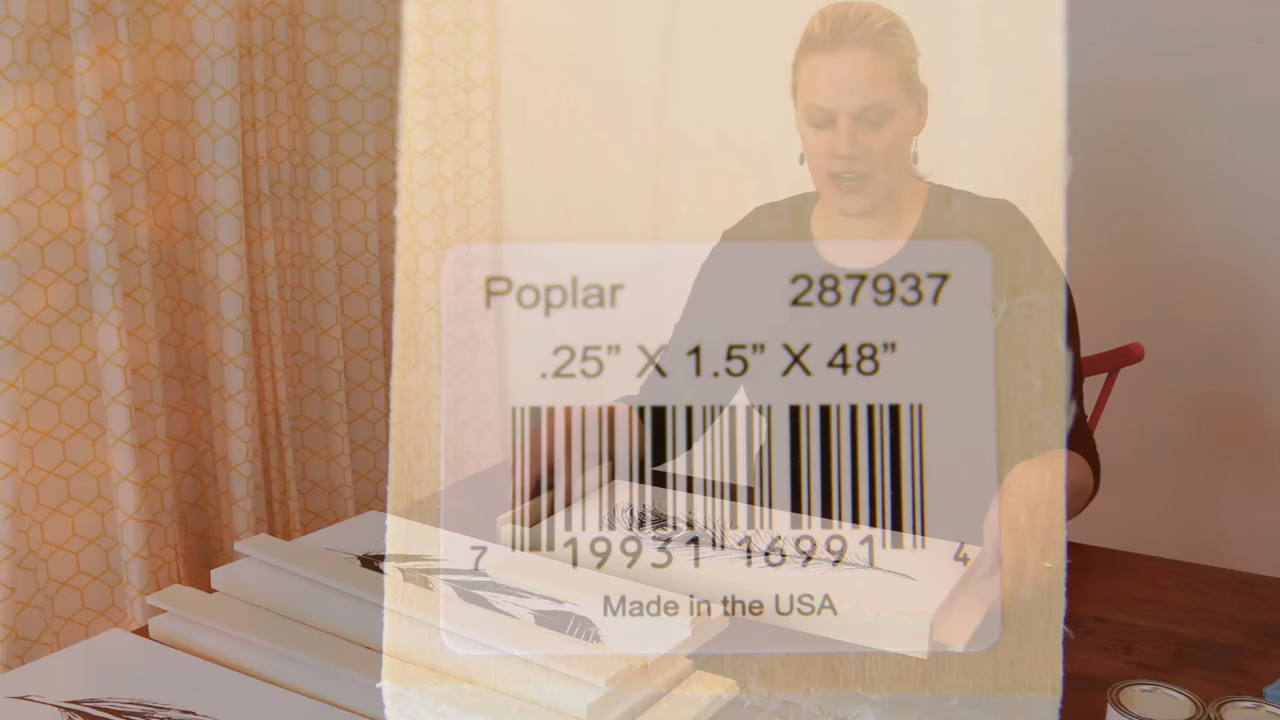 Poplar 287937
.25” X 1.5” X 48”
7 19931 16991 4
Made in the USA